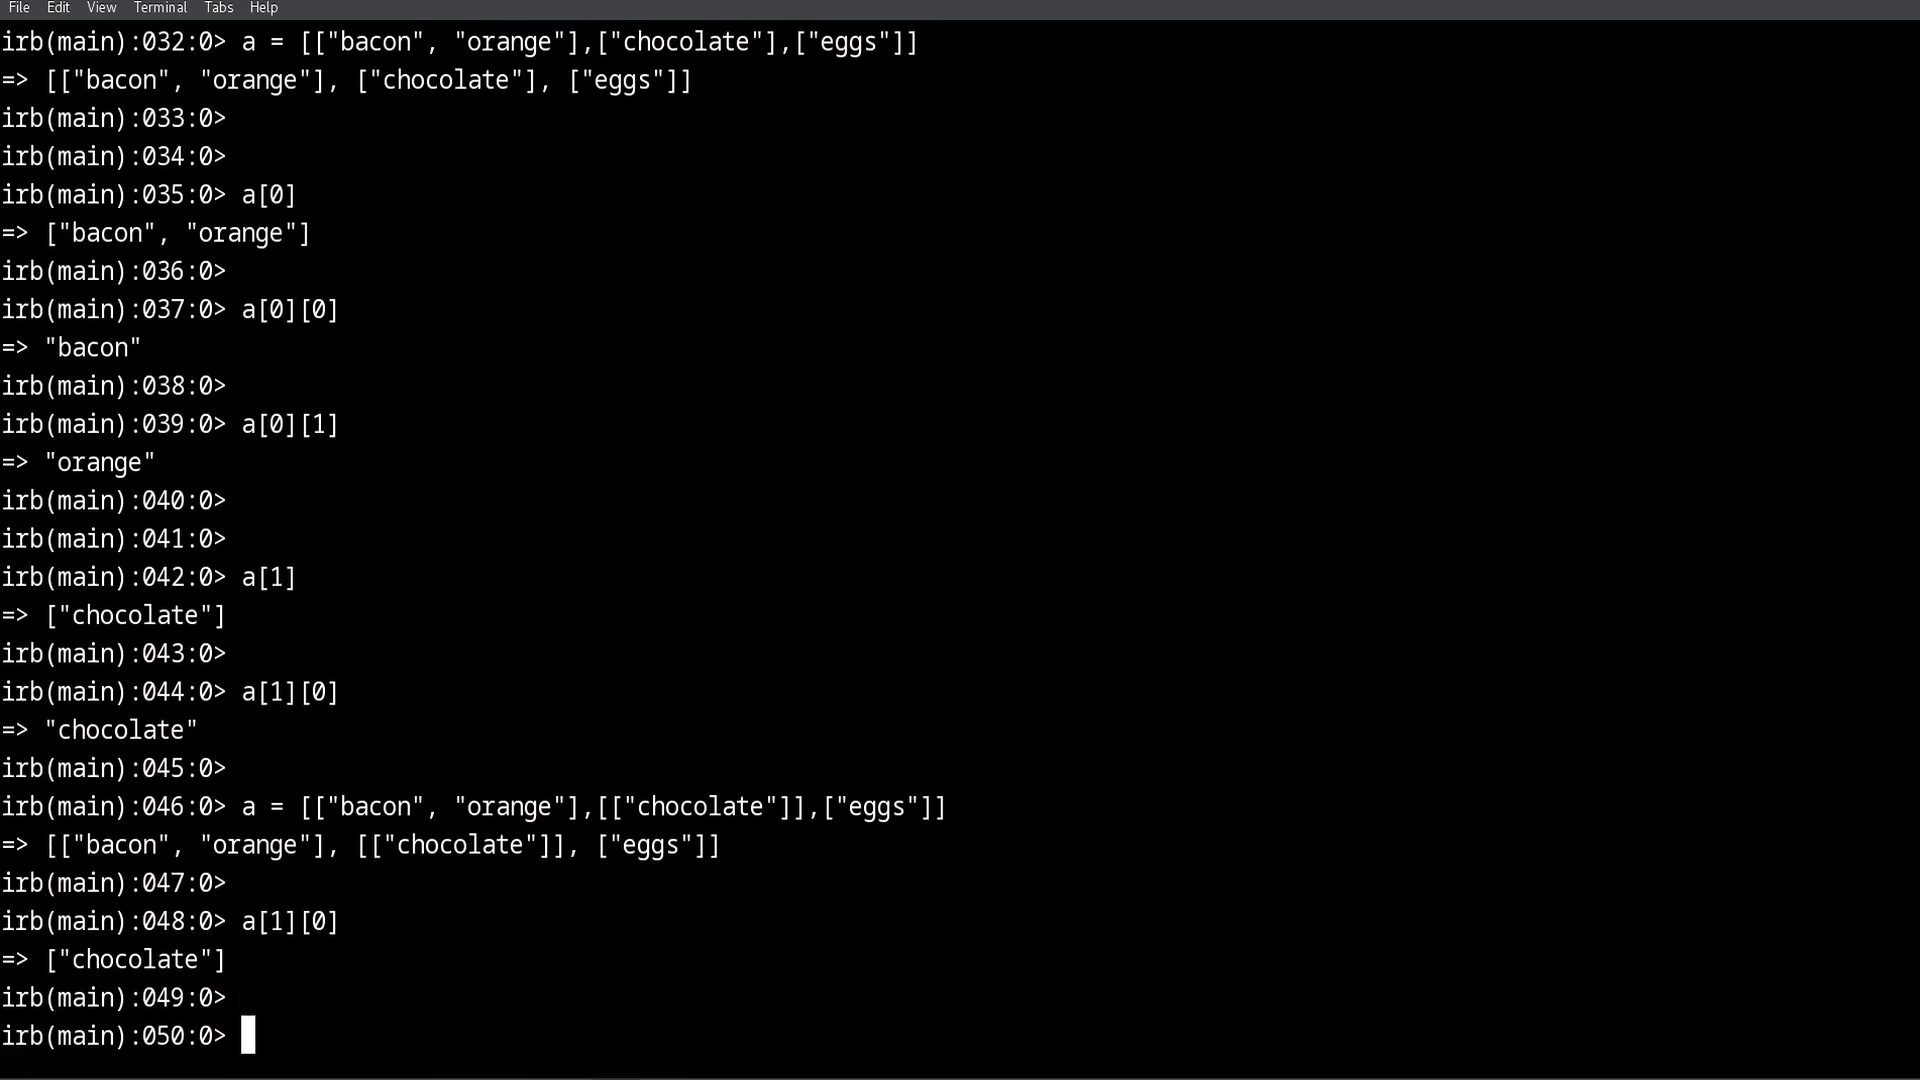 File Edit View Terminal Tabs Help
irb(main):032:0> a = [["bacon", "orange"],["chocolate"],["eggs"]]
=> [["bacon", "orange"], ["chocolate"], ["eggs"]]
irb(main):033:0>
irb(main):034:0>
irb(main):035:0> a[0]
=> ["bacon", "orange"]
irb(main):036:0>
irb(main):037:0> a[0][0]
=> "bacon"
irb(main):038:0>
irb(main):039:0> a[0][1]
=> "orange"
irb(main):040:0>
irb(main):041:0>
irb(main):042:0> a[1]
=> ["chocolate"]
irb(main):043:0>
irb(main):044:0> a[1][0]
=> "chocolate"
irb(main):045:0>
irb(main):046:0> a = [["bacon", "orange"],[["chocolate"]],["eggs"]]
=> [["bacon", "orange"], [["chocolate"]], ["eggs"]]
irb(main):047:0>
irb(main):048:0> a[1][0]
=> ["chocolate"]
irb(main):049:0>
irb(main):050:0>